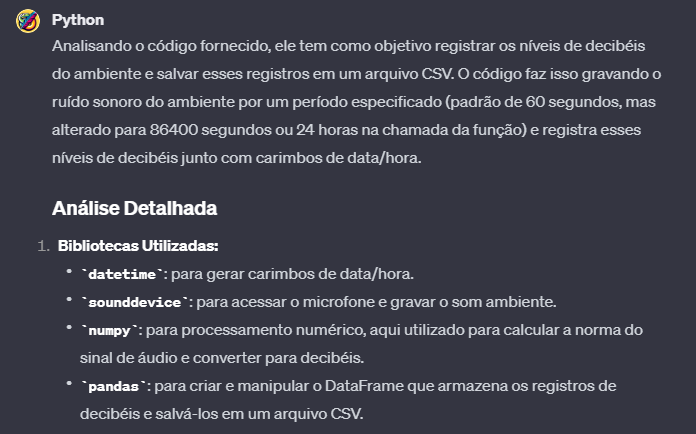 Python
Analisando o código fornecido, ele tem como objetivo registrar os níveis de decibéis
do ambiente e salvar esses registros em um arquivo CSV. O código faz isso gravando o
ruído sonoro do ambiente por um período especificado (padrão de 60 segundos, mas
alterado para 86400 segundos ou 24 horas na chamada da função) e registra esses
níveis de decibéis junto com carimbos de data/hora.
Análise Detalhada
1. Bibliotecas Utilizadas:
• `datetime`: para gerar carimbos de data/hora.
• `sounddevice`: para acessar o microfone e gravar o som ambiente.
• `numpy`: para processamento numérico, aqui utilizado para calcular a norma do
sinal de áudio e converter para decibéis.
• `pandas`: para criar e manipular o DataFrame que armazena os registros de
decibéis e salvá-los em um arquivo CSV.